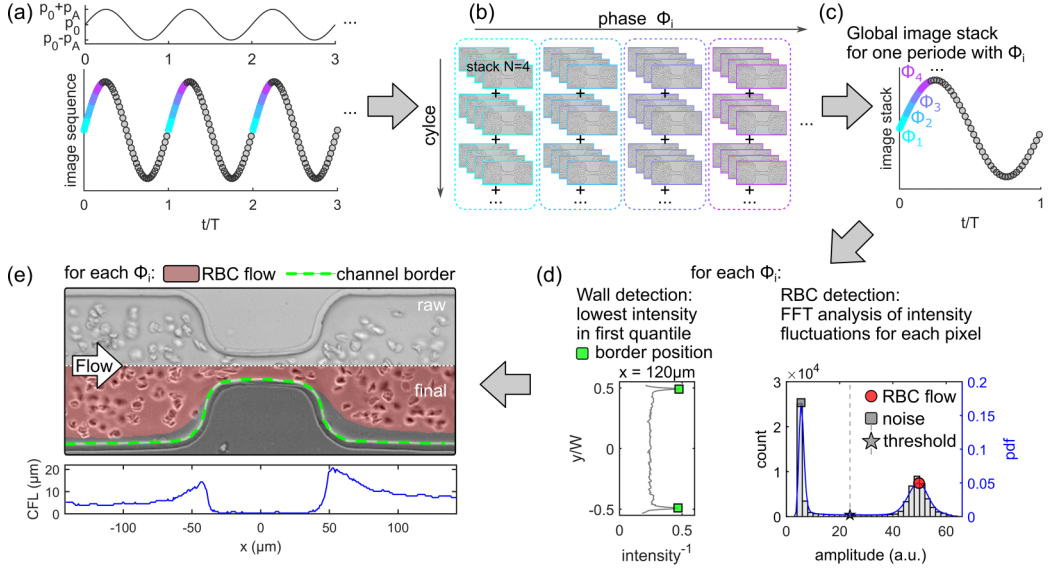 (a)
p₀+p_A
p₀
p₀-p_A
0 1 2 3
...
image sequence
...
0 1 2 3
t/T
(b)
phase Φᵢ
cylce
stack N=4
+ + + +
+ + + +
+ + + +
... ... ... ...
...
(c)
Global image stack
for one periode with Φᵢ
...
Φ₄
Φ₃
Φ₂
Φ₁
image stack
0 1
t/T
(d)
for each Φᵢ:
Wall detection:
lowest intensity
in first quantile
border position
x = 120µm
0.5
0
-0.5
y/W
0 0.5
intensity⁻¹
RBC detection:
FFT analysis of intensity
fluctuations for each pixel
×10⁴
3
2
1
0
count
RBC flow
noise
threshold
0.2
0.15
0.1
0.05
0
pdf
0 20 40 60
amplitude (a.u.)
(e)
for each Φᵢ: RBC flow channel border
raw
Flow
final
CFL (µm)
20
10
0
-100 -50 0 50 100
x (µm)